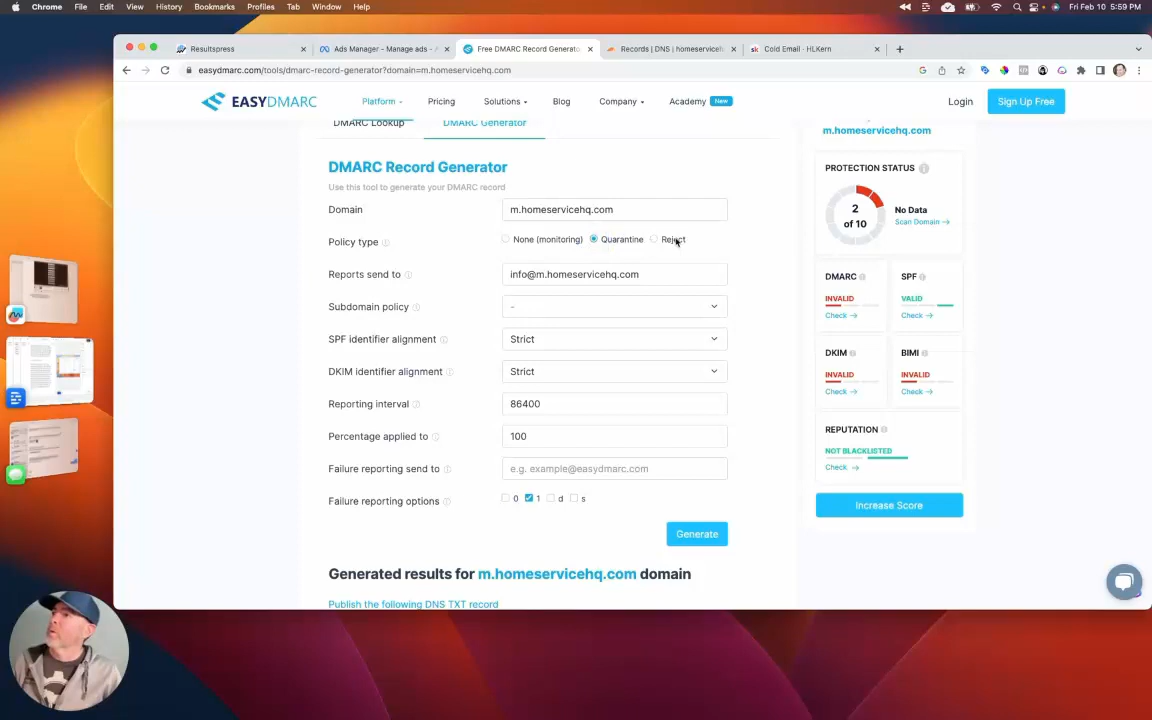 Chrome File Edit View History Bookmarks Profiles Tab Window Help Fri Feb 10 5:59 PM
Resultspress Ads Manager - Manage ads - Free DMARC Record Generato Records | DNS | homeserviceh Cold Email - HLKern
easydmarc.com/tools/dmarc-record-generator?domain=m.homeservicehq.com
EASYDMARC Platform Pricing Solutions Blog Company Academy New Login Sign Up Free
DMARC Lookup DMARC Generator
DMARC Record Generator
Use this tool to generate your DMARC record
Domain m.homeservicehq.com
Policy type None (monitoring) Quarantine Reject
Reports send to info@m.homeservicehq.com
Subdomain policy -
SPF identifier alignment Strict
DKIM identifier alignment Strict
Reporting interval 86400
Percentage applied to 100
Failure reporting send to e.g. example@easydmarc.com
Failure reporting options 0 1 d s
Generate
Generated results for m.homeservicehq.com domain
Publish the following DNS TXT record
m.homeservicehq.com
PROTECTION STATUS
2
of 10
No Data
Scan Domain →
DMARC SPF
INVALID VALID
Check → Check →
DKIM BIMI
INVALID INVALID
Check → Check →
REPUTATION
NOT BLACKLISTED
Check →
Increase Score